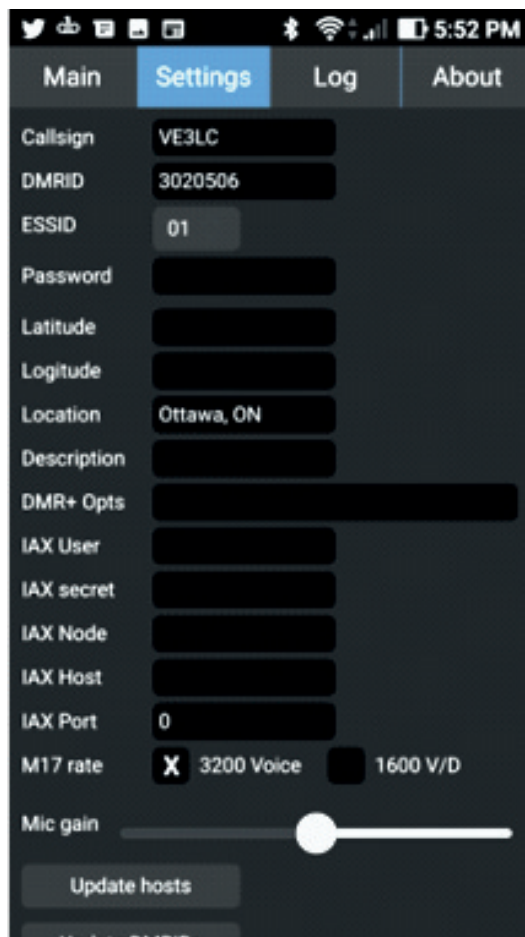 5:52 PM
Main Settings Log About
Callsign VE3LC
DMRID 3020506
ESSID 01
Password
Latitude
Logitude
Location Ottawa, ON
Description
DMR+ Opts
IAX User
IAX secret
IAX Node
IAX Host
IAX Port 0
M17 rate X 3200 Voice 1600 V/D
Mic gain
Update hosts